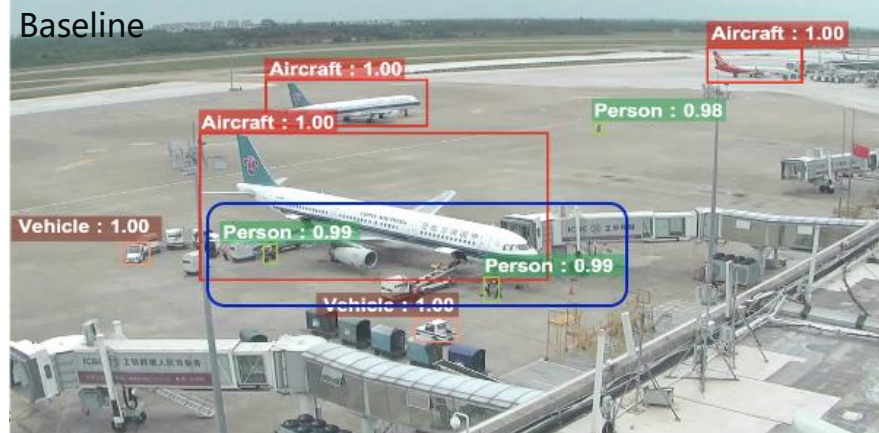 Baseline
Aircraft : 1.00
Aircraft : 1.00
Aircraft : 1.00
Person : 0.98
Vehicle : 1.00
Person : 0.99
Person : 0.99
Vehicle : 1.00
ICBC